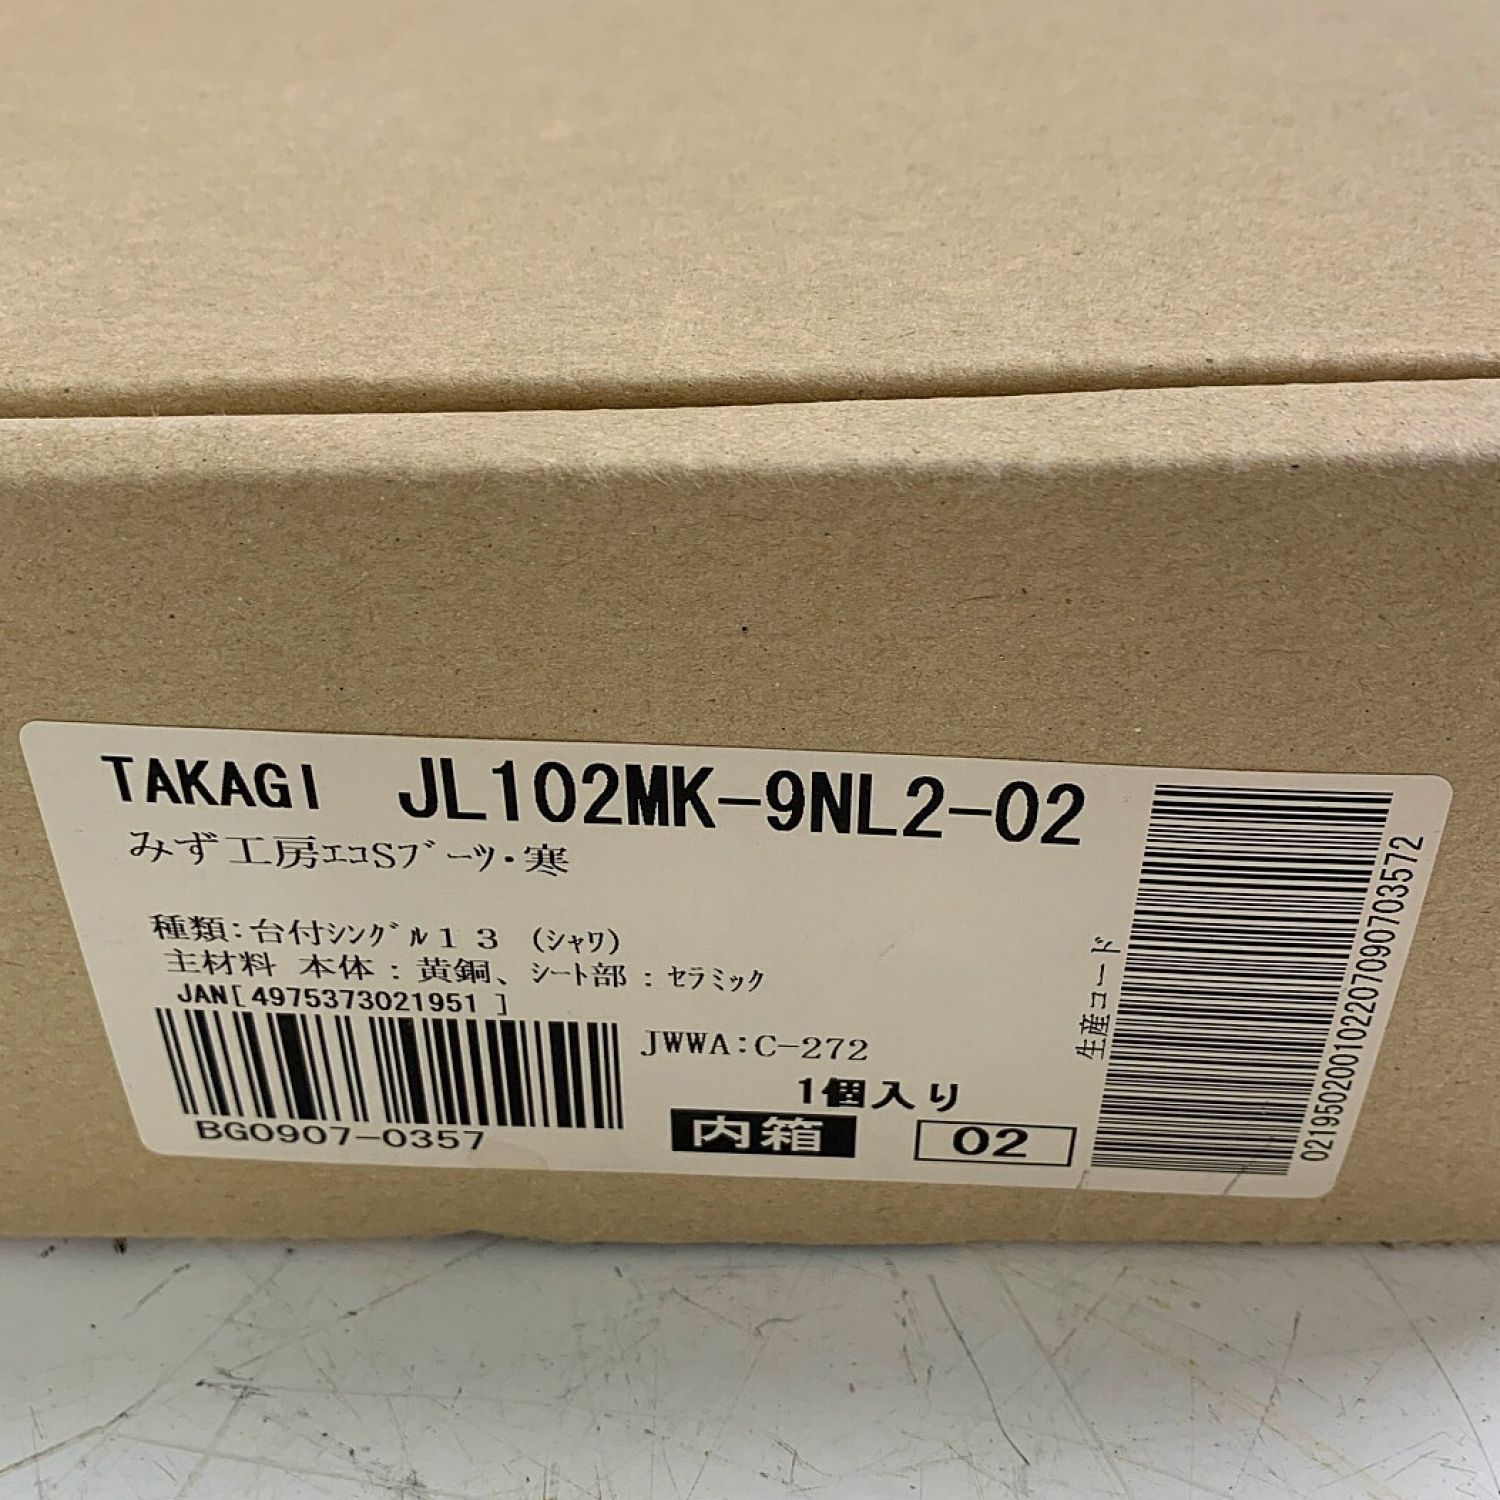 TAKAGI JL102MK-9NL2-02
みず工房ｴｺSﾌﾞｰﾂ・寒
種類：台付ｼﾝｸﾞﾙ１３（ｼｬﾜ）
主材料 本体：黄銅、ｼｰﾄ部：ｾﾗﾐｯｸ
JAN[4975373021951 ]
BG0907-0357
JWWA:C-272
1個入り
内箱
02
生産コード
021950200102207090703572